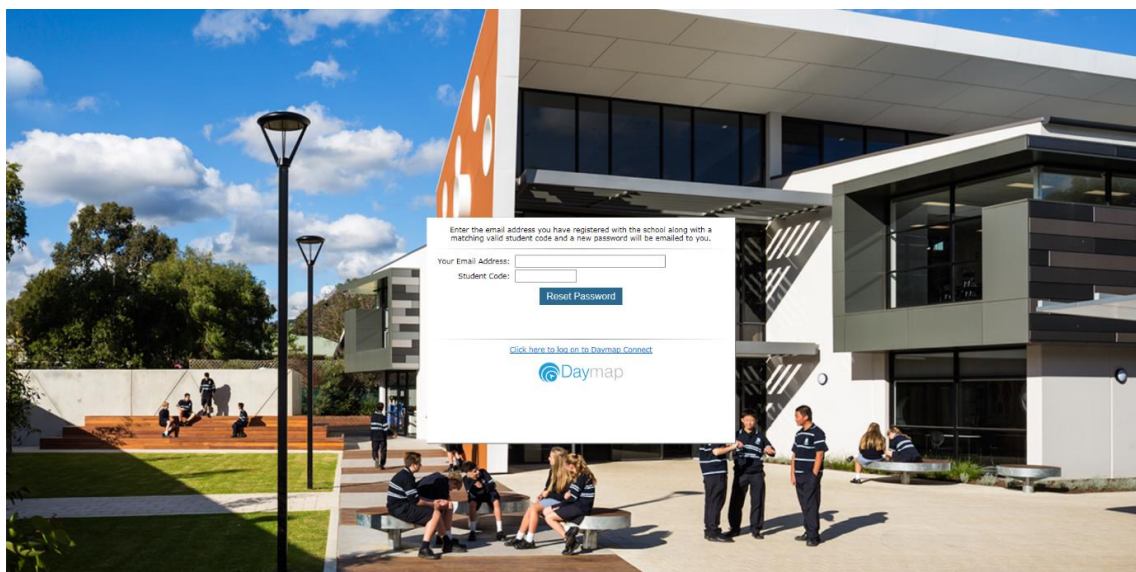 Enter the email address you have registered with the school along with a
matching valid student code and a new password will be emailed to you.
Your Email Address:
Student Code:
Reset Password
Click here to log on to Daymap Connect
Daymap